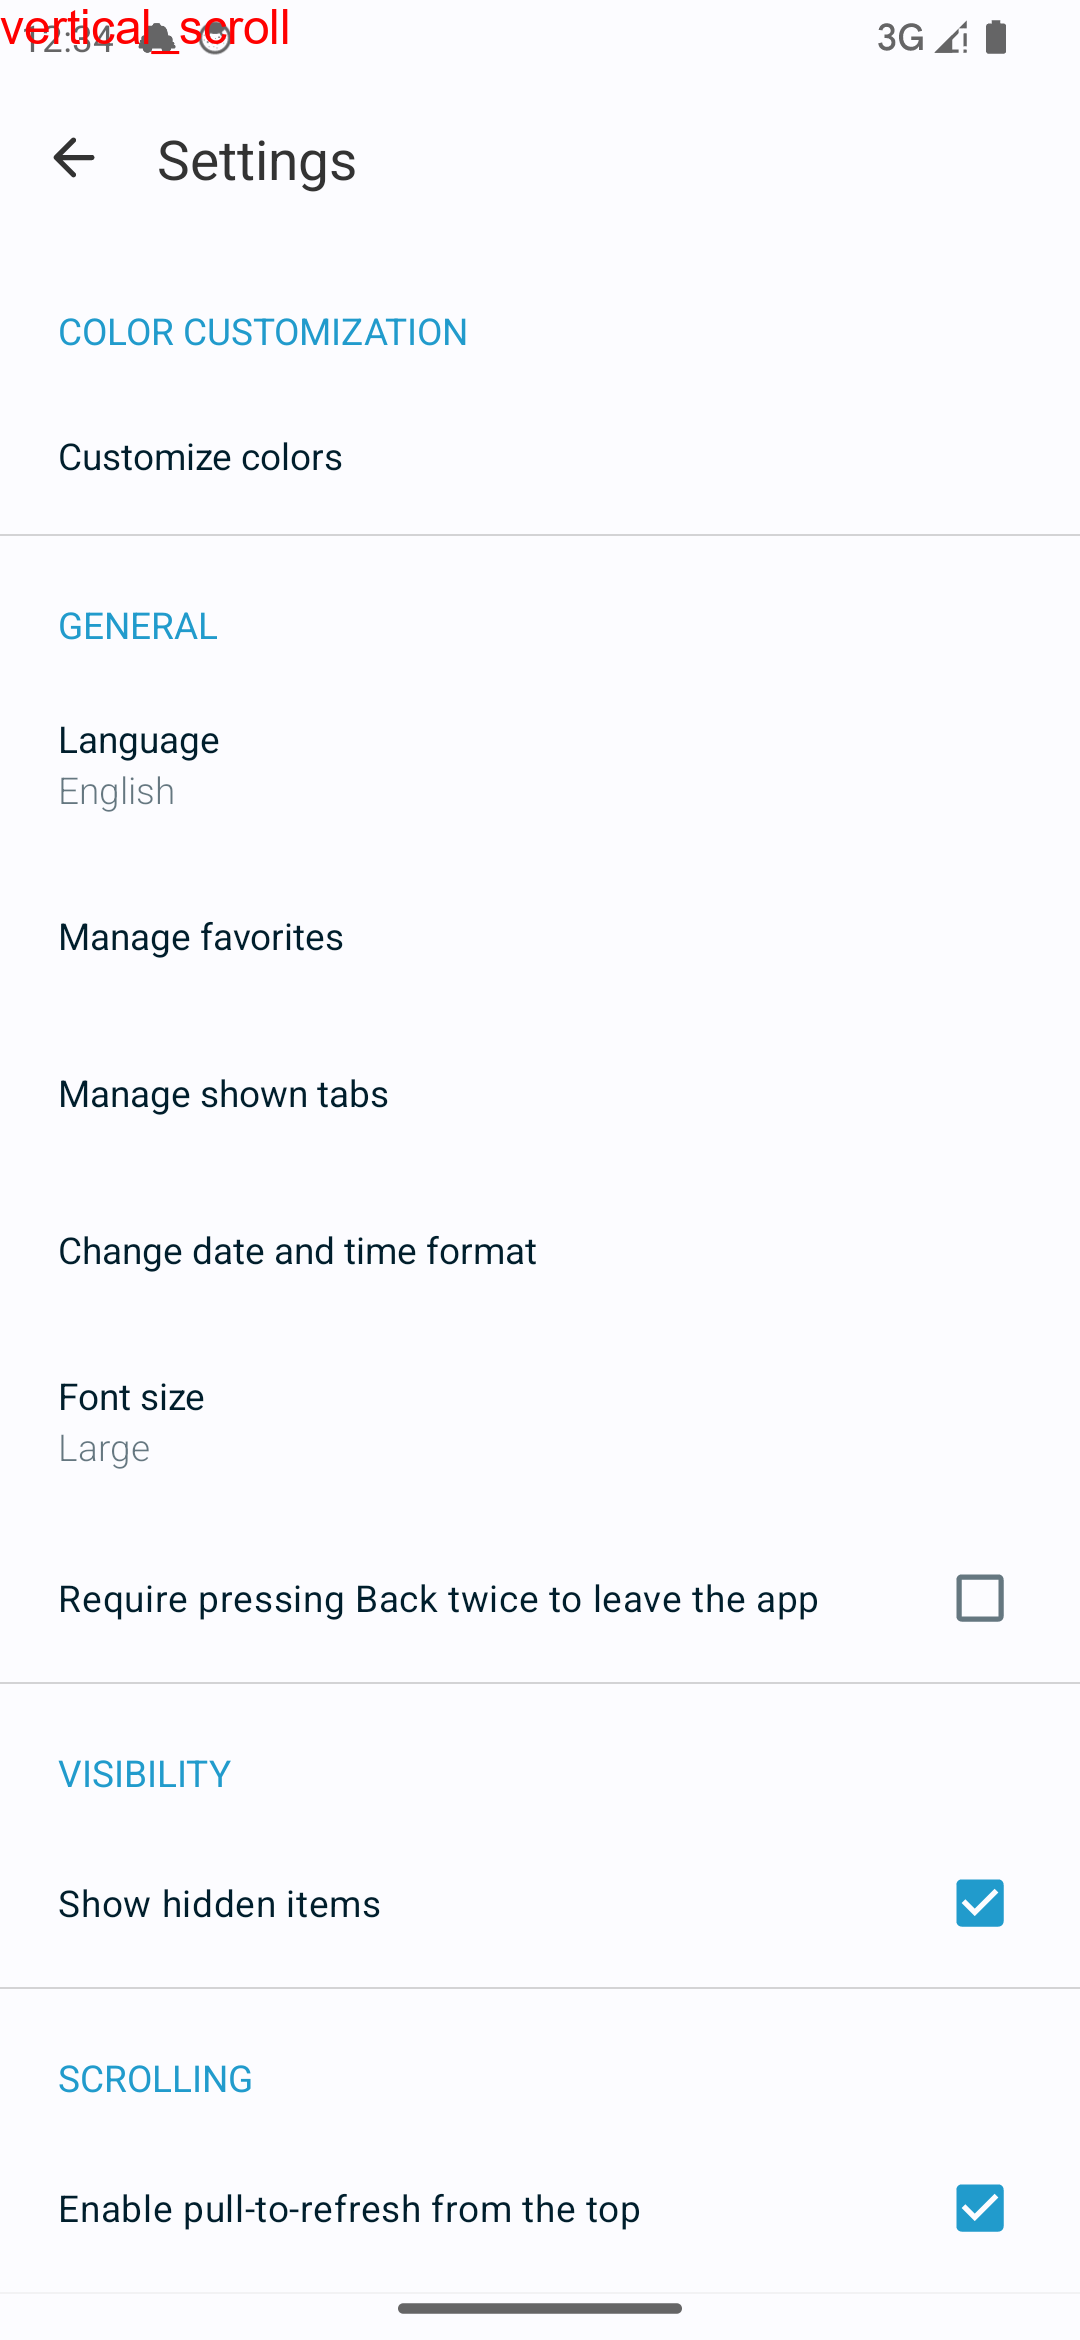 vertical_scroll
12:34
3G
Settings
COLOR CUSTOMIZATION
Customize colors
GENERAL
Language
English
Manage favorites
Manage shown tabs
Change date and time format
Font size
Large
Require pressing Back twice to leave the app
VISIBILITY
Show hidden items
SCROLLING
Enable pull-to-refresh from the top